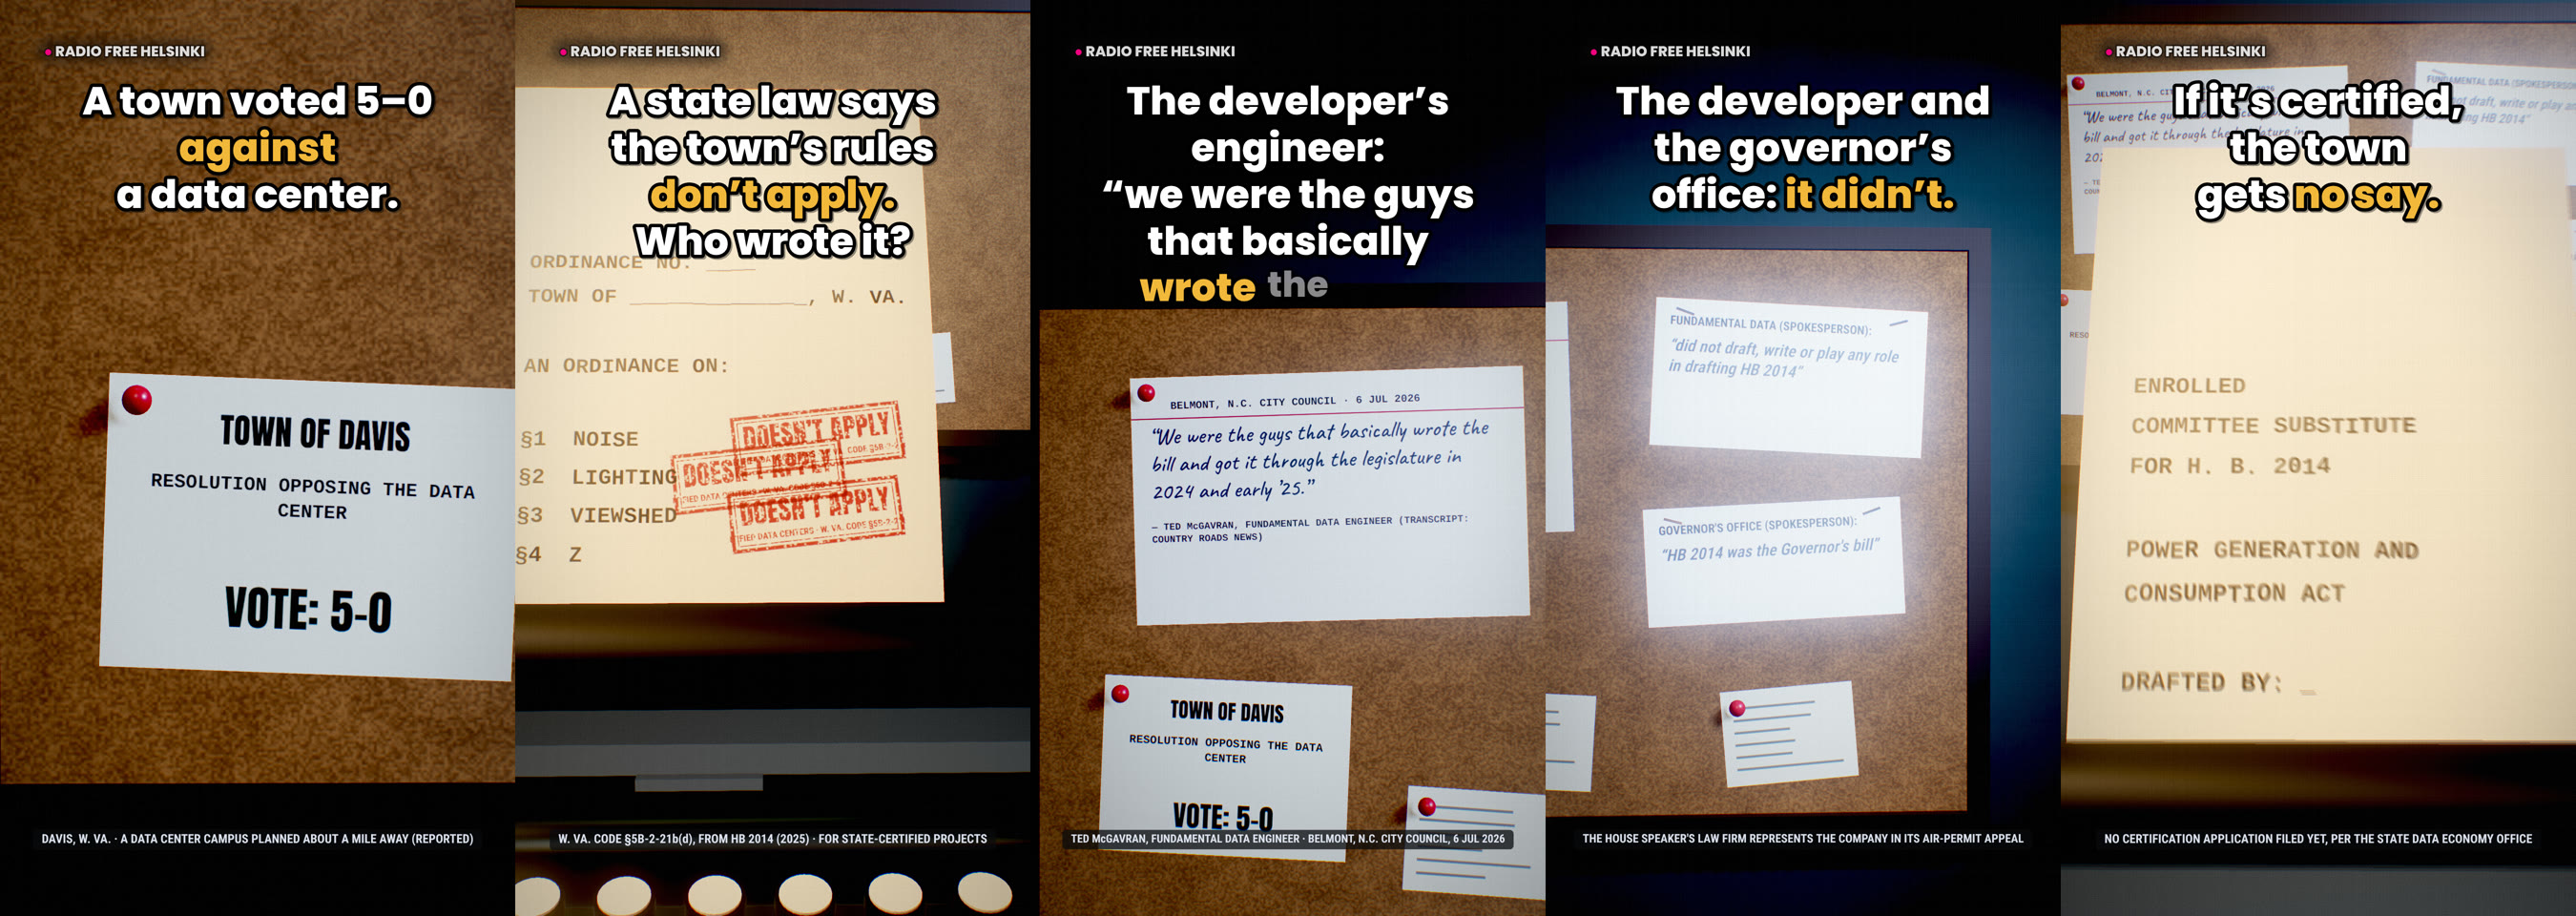 RADIO FREE HELSINKI
A town voted 5–0
against
a data center.
TOWN OF DAVIS
RESOLUTION OPPOSING THE DATA
CENTER
VOTE: 5-0
DAVIS, W. VA. · A DATA CENTER CAMPUS PLANNED ABOUT A MILE AWAY (REPORTED)
RADIO FREE HELSINKI
A state law says
the town's rules
don't apply.
Who wrote it?
ORDINANCE NO. ____
TOWN OF ______________, W. VA.
AN ORDINANCE ON:
§1 NOISE
§2 LIGHTING
§3 VIEWSHED
§4 Z
DOESN'T APPLY
DOESN'T APPLY
DOESN'T APPLY
W. VA. CODE §5B-2-21b(d), FROM HB 2014 (2025) · FOR STATE-CERTIFIED PROJECTS
RADIO FREE HELSINKI
The developer's
engineer:
“we were the guys
that basically
wrote the
BELMONT, N.C. CITY COUNCIL · 6 JUL 2026
“We were the guys that basically wrote the
bill and got it through the legislature in
2024 and early '25.”
— TED McGAVRAN, FUNDAMENTAL DATA ENGINEER (TRANSCRIPT:
COUNTRY ROADS NEWS)
TOWN OF DAVIS
RESOLUTION OPPOSING THE DATA
CENTER
VOTE: 5-0
TED McGAVRAN, FUNDAMENTAL DATA ENGINEER · BELMONT, N.C. CITY COUNCIL, 6 JUL 2026
RADIO FREE HELSINKI
The developer and
the governor's
office: it didn't.
FUNDAMENTAL DATA (SPOKESPERSON):
“did not draft, write or play any role
in drafting HB 2014”
GOVERNOR'S OFFICE (SPOKESPERSON):
“HB 2014 was the Governor's bill”
THE HOUSE SPEAKER'S LAW FIRM REPRESENTS THE COMPANY IN ITS AIR-PERMIT APPEAL
RADIO FREE HELSINKI
If it's certified,
the town
gets no say.
ENROLLED
COMMITTEE SUBSTITUTE
FOR H. B. 2014
POWER GENERATION AND
CONSUMPTION ACT
DRAFTED BY: _
NO CERTIFICATION APPLICATION FILED YET, PER THE STATE DATA ECONOMY OFFICE